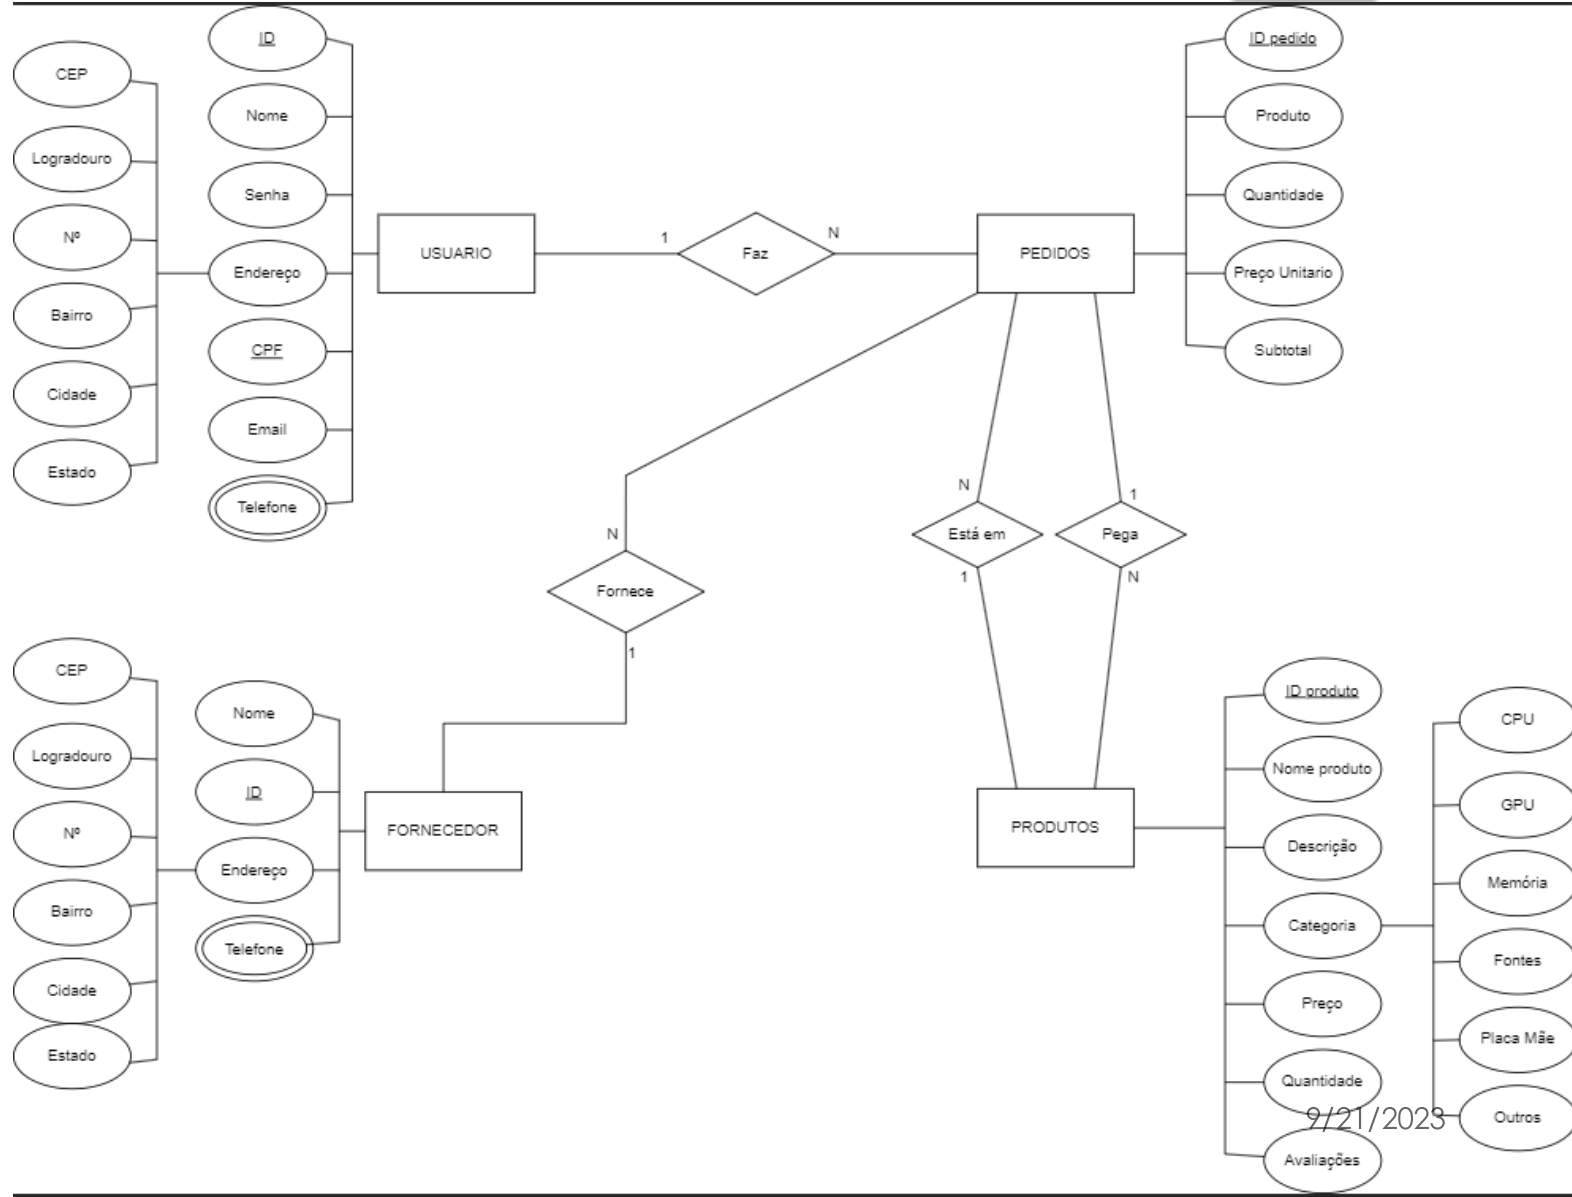 ID
Nome
Senha
Endereço
CPF
Email
Telefone
CEP
Logradouro
Nº
Bairro
Cidade
Estado
USUARIO
1
Faz
N
PEDIDOS
ID pedido
Produto
Quantidade
Preço Unitario
Subtotal
N
Fornece
1
N
Está em
1
1
Pega
N
CEP
Logradouro
Nº
Bairro
Cidade
Estado
Nome
ID
Endereço
Telefone
FORNECEDOR
PRODUTOS
ID produto
Nome produto
Descrição
Categoria
Preço
Quantidade
Avaliações
CPU
GPU
Memória
Fontes
Placa Mãe
Outros
9/21/2023